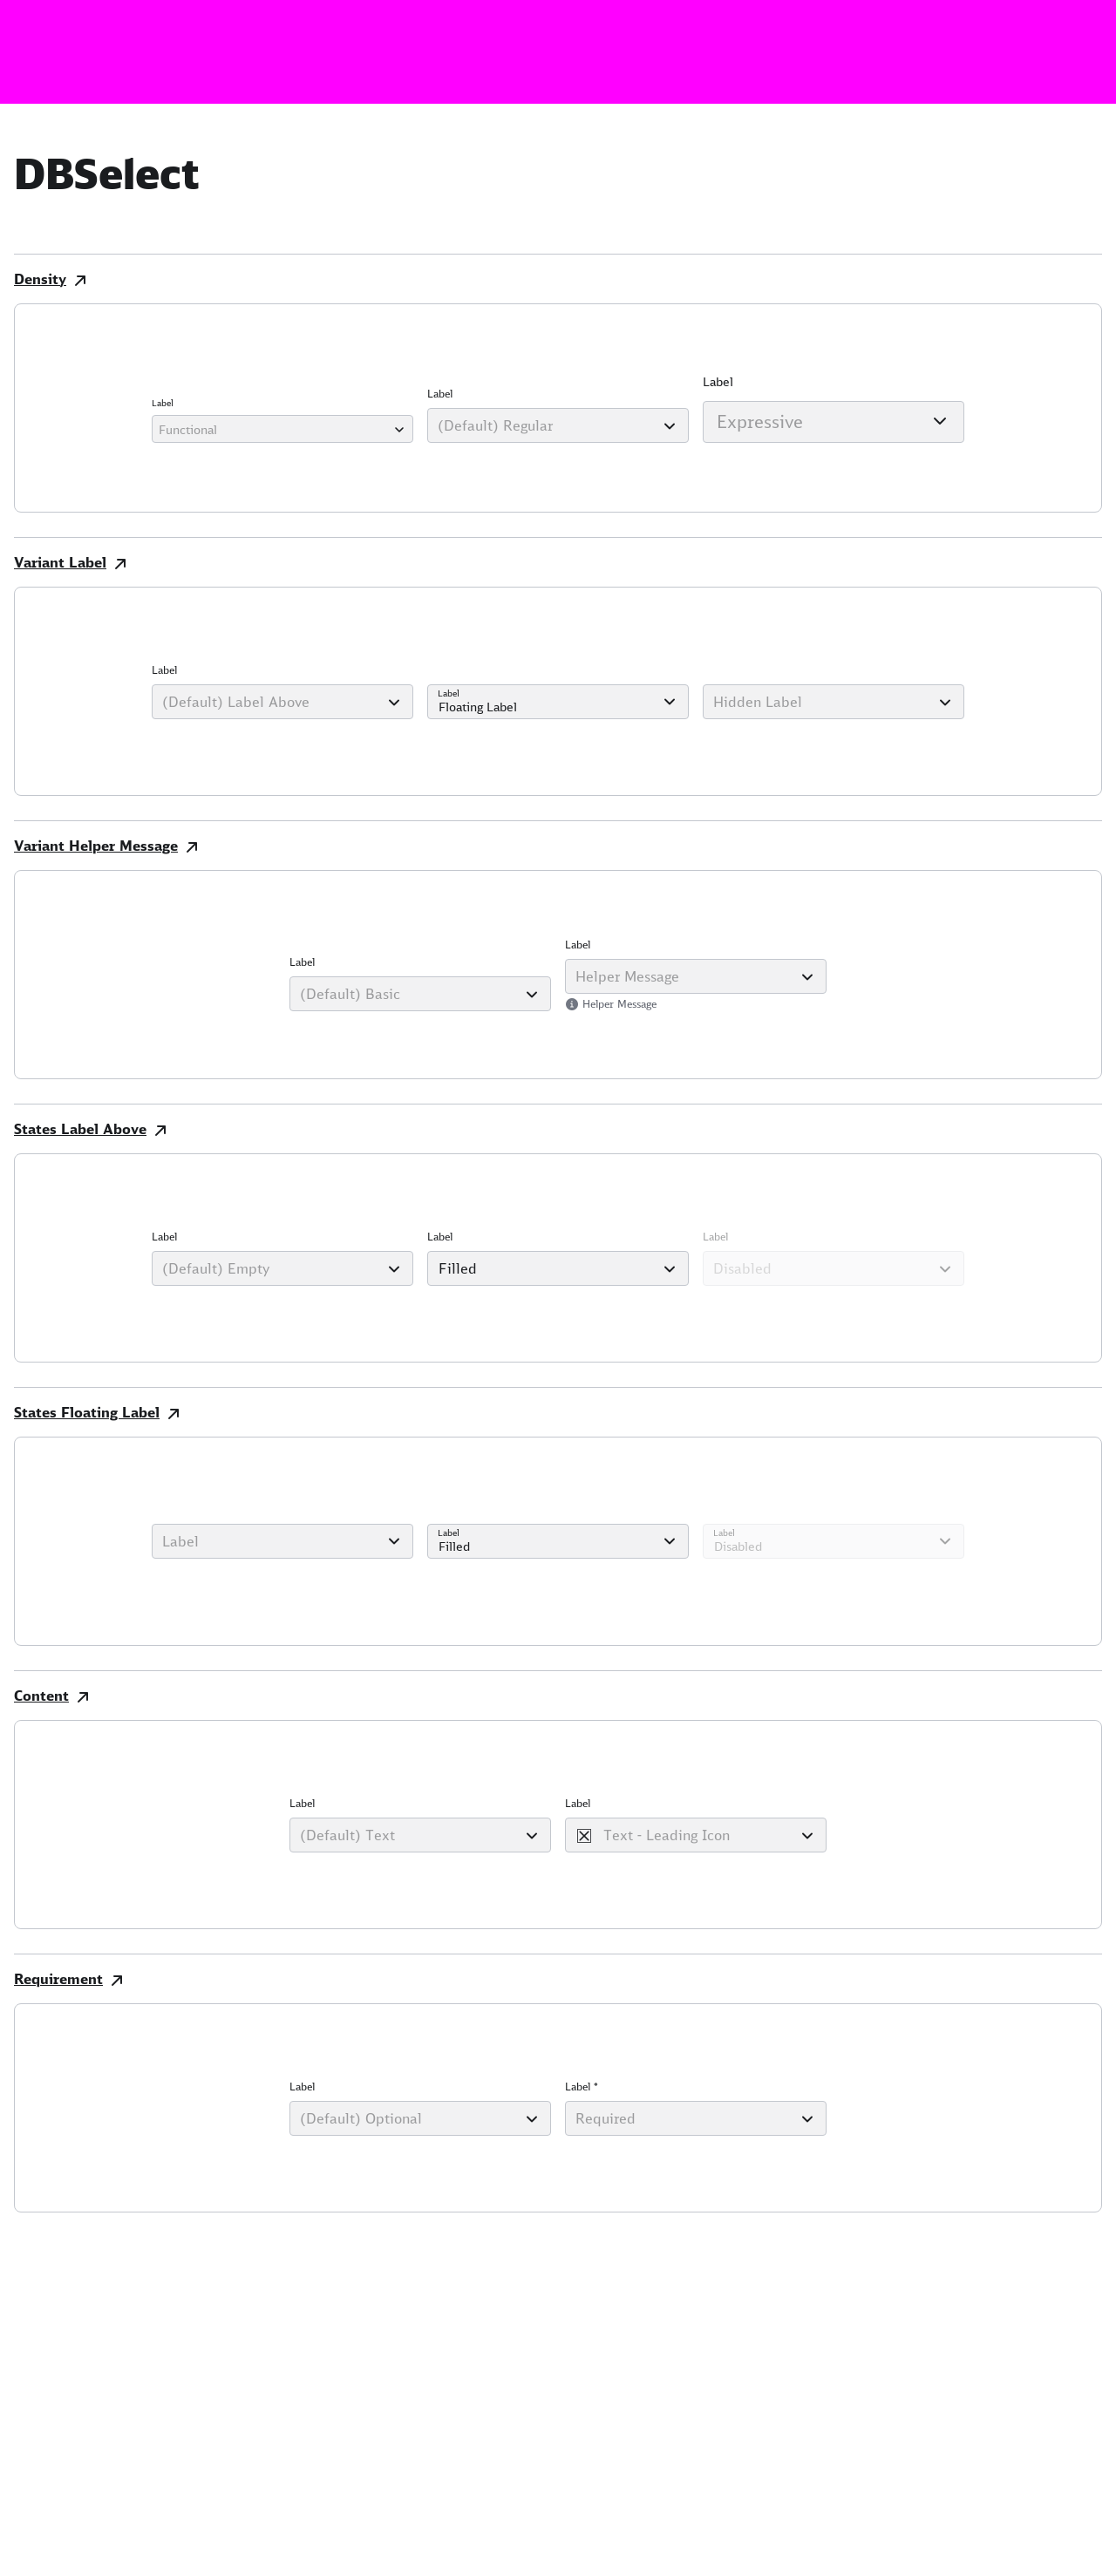 DBSelect
Density
Label
Label
Label
Functional
(Default) Regular
Expressive
Variant Label
Label
(Default) Label Above
Label
Floating Label
Hidden Label
Variant Helper Message
Label
(Default) Basic
Label
Helper Message
Helper Message
States Label Above
Label
Label
Label
(Default) Empty
Filled
Disabled
States Floating Label
Label
Label
Filled
Label
Disabled
Content
Label
Label
(Default) Text
Text - Leading Icon
Requirement
Label
Label *
(Default) Optional
Required